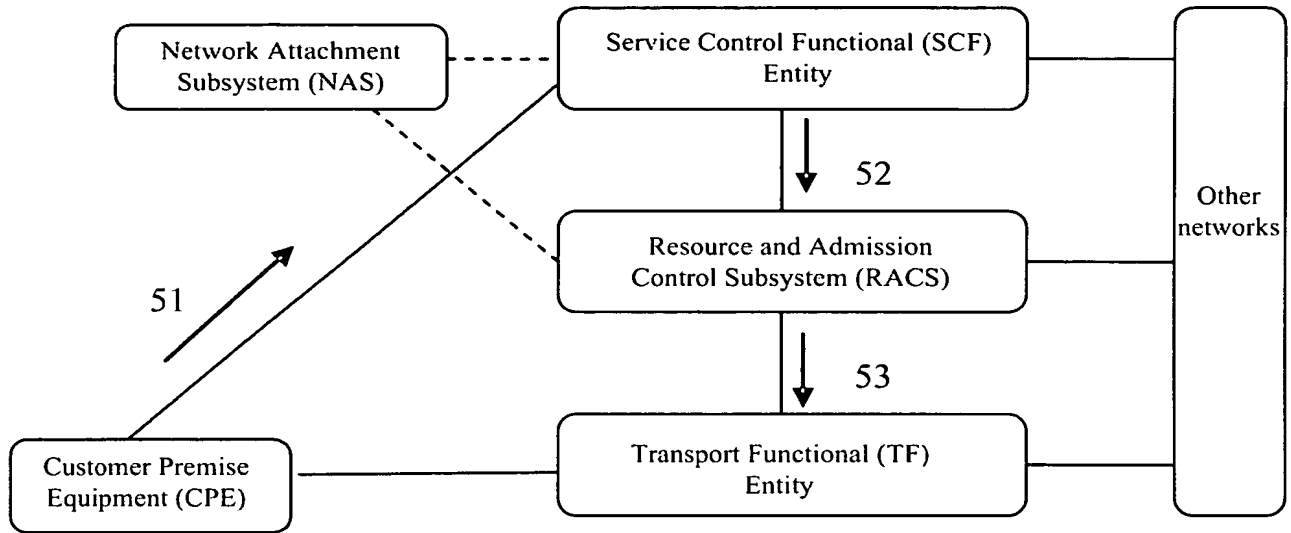 Network Attachment
Subsystem (NAS)
Service Control Functional (SCF)
Entity
52
Other
networks
Resource and Admission
Control Subsystem (RACS)
51
53
Customer Premise
Equipment (CPE)
Transport Functional (TF)
Entity